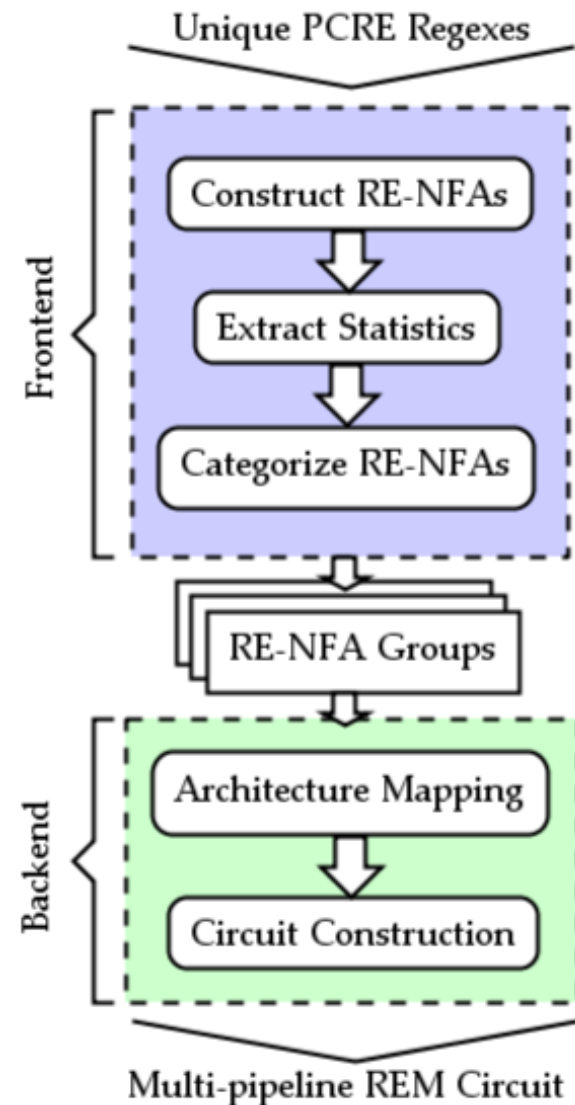 Unique PCRE Regexes
Frontend
Construct RE-NFAs
Extract Statistics
Categorize RE-NFAs
RE-NFA Groups
Backend
Architecture Mapping
Circuit Construction
Multi-pipeline REM Circuit